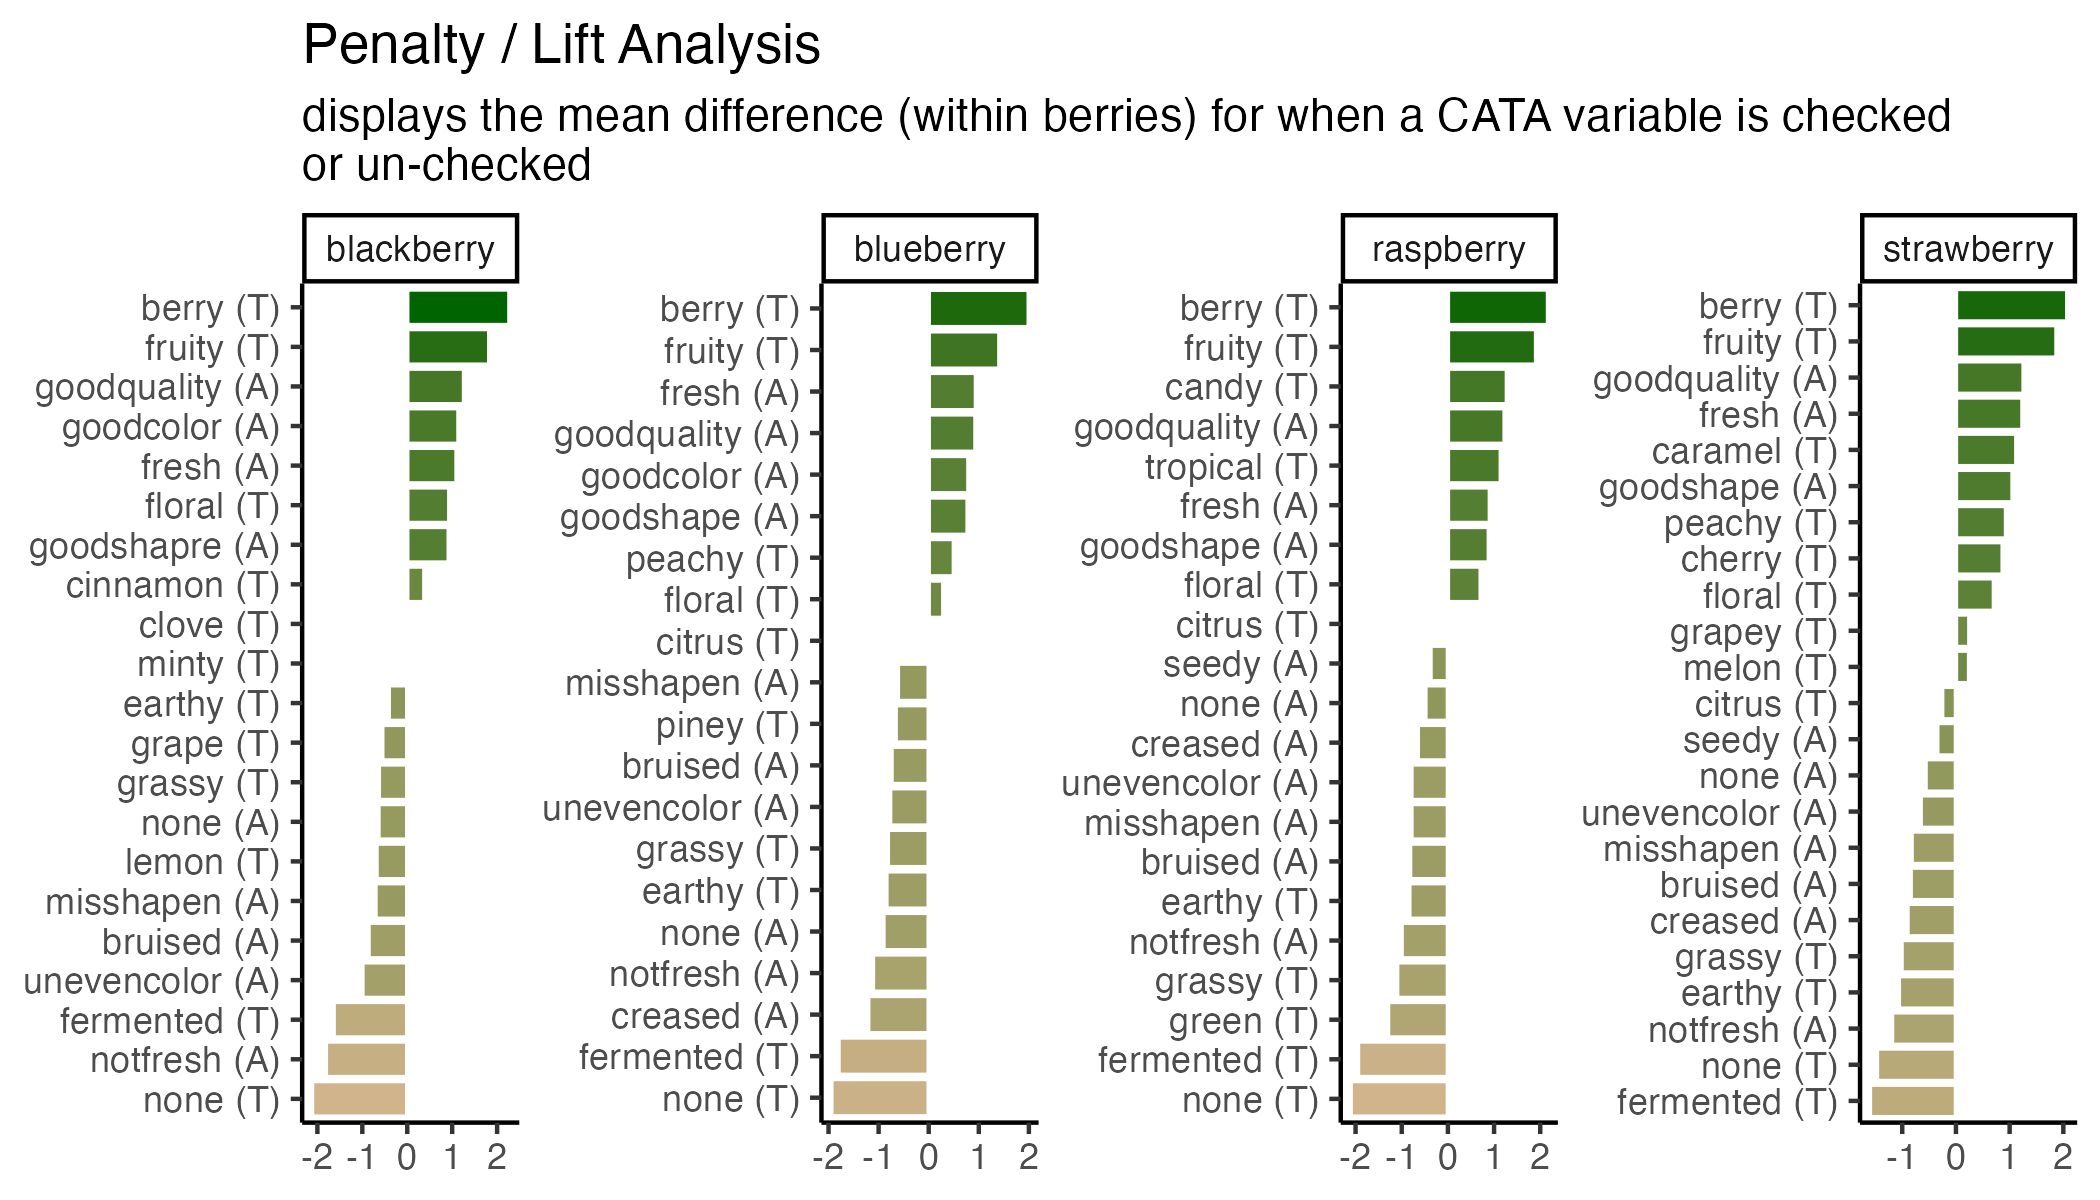 Penalty / Lift Analysis
displays the mean difference (within berries) for when a CATA variable is checked
or un-checked
blackberry
berry (T)
fruity (T)
goodquality (A)
goodcolor (A)
fresh (A)
floral (T)
goodshapre (A)
cinnamon (T)
clove (T)
minty (T)
earthy (T)
grape (T)
grassy (T)
none (A)
lemon (T)
misshapen (A)
bruised (A)
unevencolor (A)
fermented (T)
notfresh (A)
none (T)
-2 -1 0 1 2
blueberry
berry (T)
fruity (T)
fresh (A)
goodquality (A)
goodcolor (A)
goodshape (A)
peachy (T)
floral (T)
citrus (T)
misshapen (A)
piney (T)
bruised (A)
unevencolor (A)
grassy (T)
earthy (T)
none (A)
notfresh (A)
creased (A)
fermented (T)
none (T)
-2 -1 0 1 2
raspberry
berry (T)
fruity (T)
candy (T)
goodquality (A)
tropical (T)
fresh (A)
goodshape (A)
floral (T)
citrus (T)
seedy (A)
none (A)
creased (A)
unevencolor (A)
misshapen (A)
bruised (A)
earthy (T)
notfresh (A)
grassy (T)
green (T)
fermented (T)
none (T)
-2 -1 0 1 2
strawberry
berry (T)
fruity (T)
goodquality (A)
fresh (A)
caramel (T)
goodshape (A)
peachy (T)
cherry (T)
floral (T)
grapey (T)
melon (T)
citrus (T)
seedy (A)
none (A)
unevencolor (A)
misshapen (A)
bruised (A)
creased (A)
grassy (T)
earthy (T)
notfresh (A)
none (T)
fermented (T)
-1 0 1 2